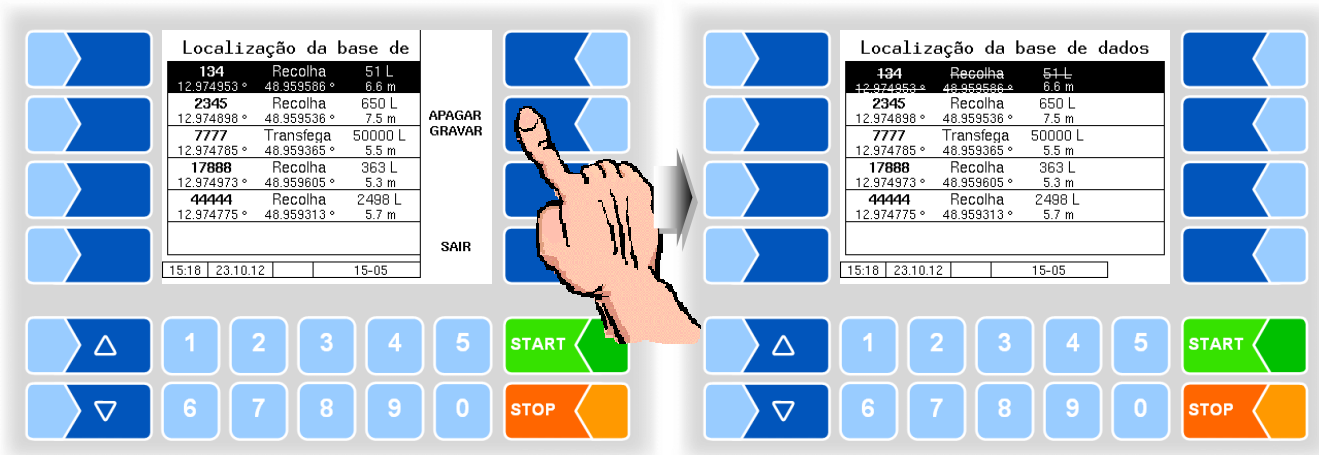 Localização da base de
134 Recolha 51 L
12.974953 ° 48.959586 ° 6.6 m
2345 Recolha 650 L
12.974898 ° 48.959536 ° 7.5 m
7777 Transfega 50000 L
12.974785 ° 48.959365 ° 5.5 m
17888 Recolha 363 L
12.974973 ° 48.959605 ° 5.3 m
44444 Recolha 2498 L
12.974775 ° 48.959313 ° 5.7 m
APAGAR
GRAVAR
SAIR
15:18 23.10.12 15-05
1 2 3 4 5 START
6 7 8 9 0 STOP
Localização da base de dados
134 Recolha 51 L
12.974953 ° 48.959586 ° 6.6 m
2345 Recolha 650 L
12.974898 ° 48.959536 ° 7.5 m
7777 Transfega 50000 L
12.974785 ° 48.959365 ° 5.5 m
17888 Recolha 363 L
12.974973 ° 48.959605 ° 5.3 m
44444 Recolha 2498 L
12.974775 ° 48.959313 ° 5.7 m
15:18 23.10.12 15-05
1 2 3 4 5 START
6 7 8 9 0 STOP